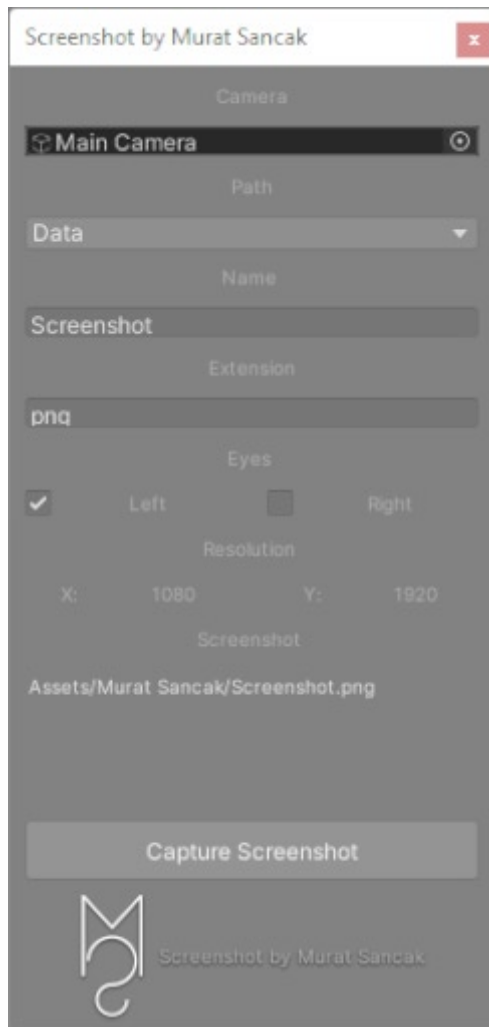 Screenshot by Murat Sancak
x
Camera
Main Camera
Path
Data
Name
Screenshot
Extension
png
Eyes
Left Right
Resolution
X: 1080 Y: 1920
Screenshot
Assets/Murat Sancak/Screenshot.png
Capture Screenshot
Screenshot by Murat Sancak